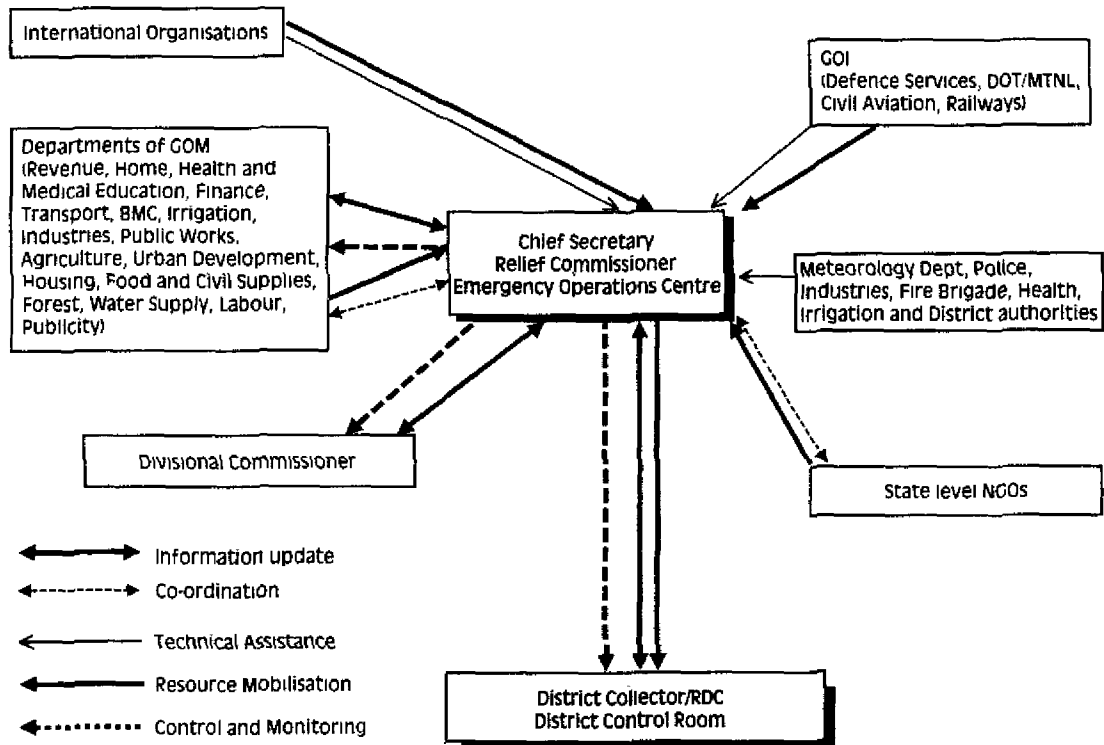 International Organisations
GOI
(Defence Services, DOT/MTNL,
Civil Aviation, Railways)
Departments of GOM
(Revenue, Home, Health and
Medical Education, Finance,
Transport, BMC, Irrigation,
Industries, Public Works,
Agriculture, Urban Development,
Housing, Food and Civil Supplies,
Forest, Water Supply, Labour,
Publicity)
Chief Secretary
Relief Commissioner
Emergency Operations Centre
Meteorology Dept, Police,
Industries, Fire Brigade, Health,
Irrigation and District authorities
Divisional Commissioner
State level NGOs
Information update
Co-ordination
Technical Assistance
Resource Mobilisation
Control and Monitoring
District Collector/RDC
District Control Room